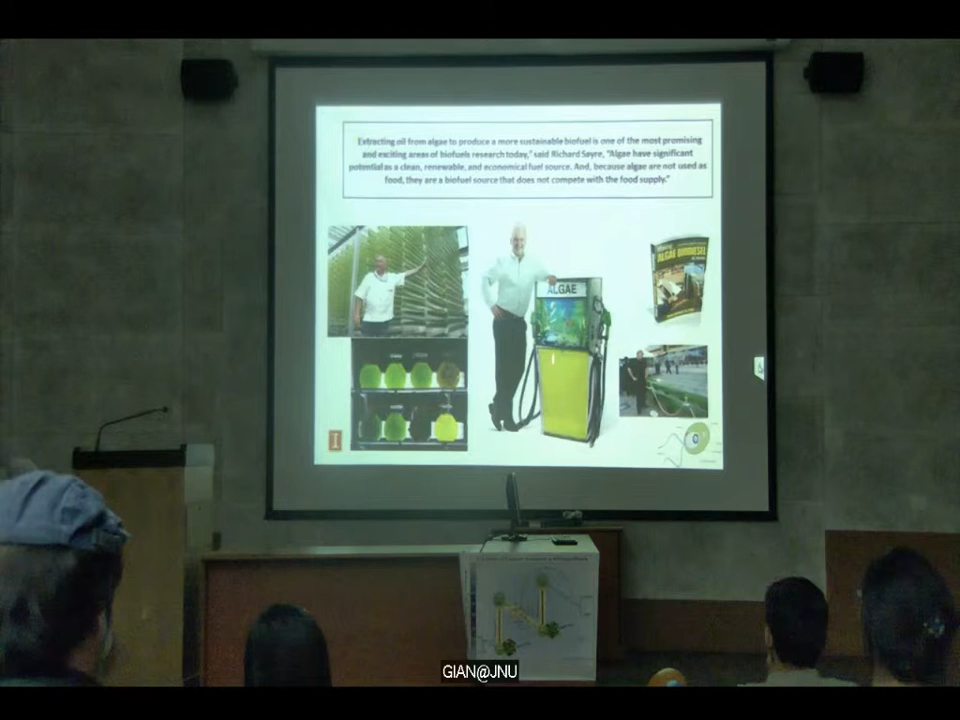 Extracting oil from algae to produce a more sustainable biofuel is one of the most promising
and exciting areas of biofuels research today," said Richard Sayre, "Algae have significant
potential as a clean, renewable, and economical fuel source. And, because algae are not used as
food, they are a biofuel source that does not compete with the food supply."
ALGAE
ALGAE BIODIESEL
I
GIAN@JNU